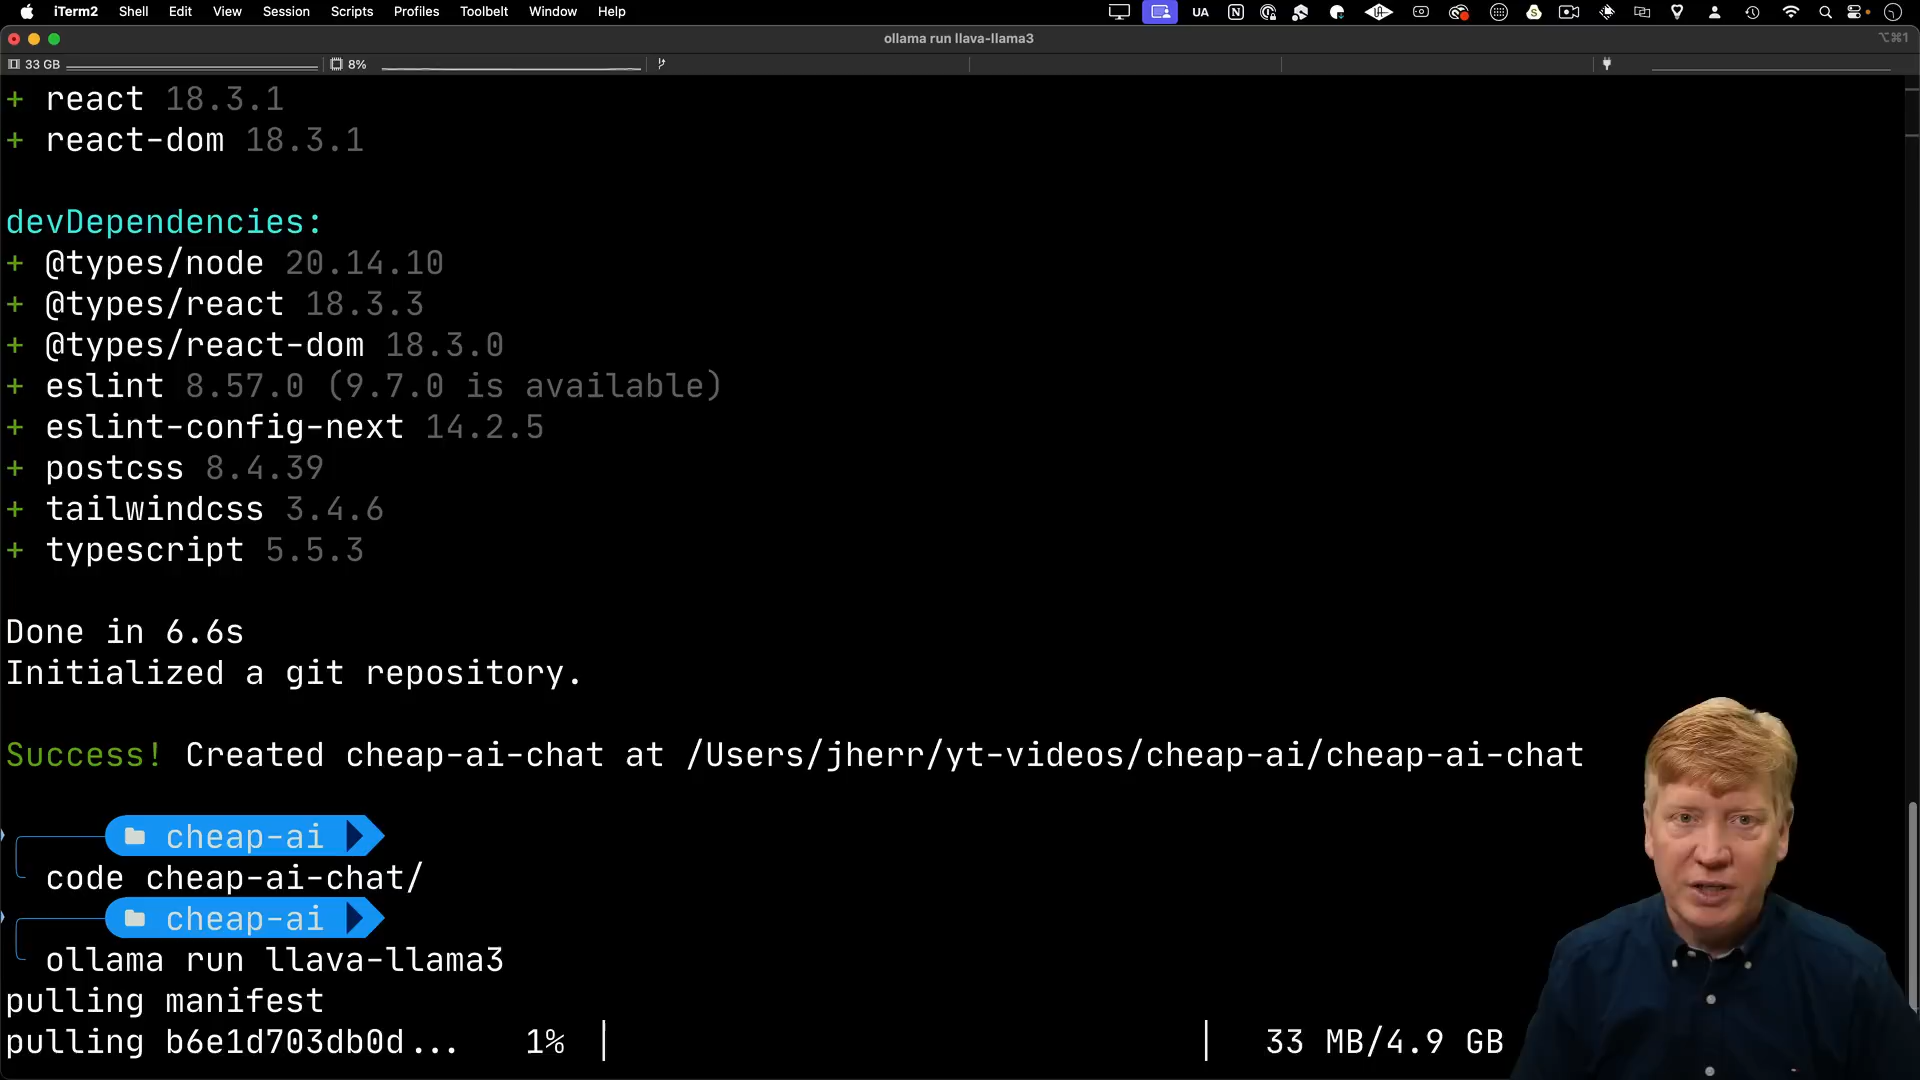 iTerm2 Shell Edit View Session Scripts Profiles Toolbelt Window Help UA
ollama run llava-llama3 ⌥⌘1
33 GB 8%
+ react 18.3.1
+ react-dom 18.3.1
devDependencies:
+ @types/node 20.14.10
+ @types/react 18.3.3
+ @types/react-dom 18.3.0
+ eslint 8.57.0 (9.7.0 is available)
+ eslint-config-next 14.2.5
+ postcss 8.4.39
+ tailwindcss 3.4.6
+ typescript 5.5.3
Done in 6.6s
Initialized a git repository.
Success! Created cheap-ai-chat at /Users/jherr/yt-videos/cheap-ai/cheap-ai-chat
cheap-ai
code cheap-ai-chat/
cheap-ai
ollama run llava-llama3
pulling manifest
pulling b6e1d703db0d... 1% 33 MB/4.9 GB